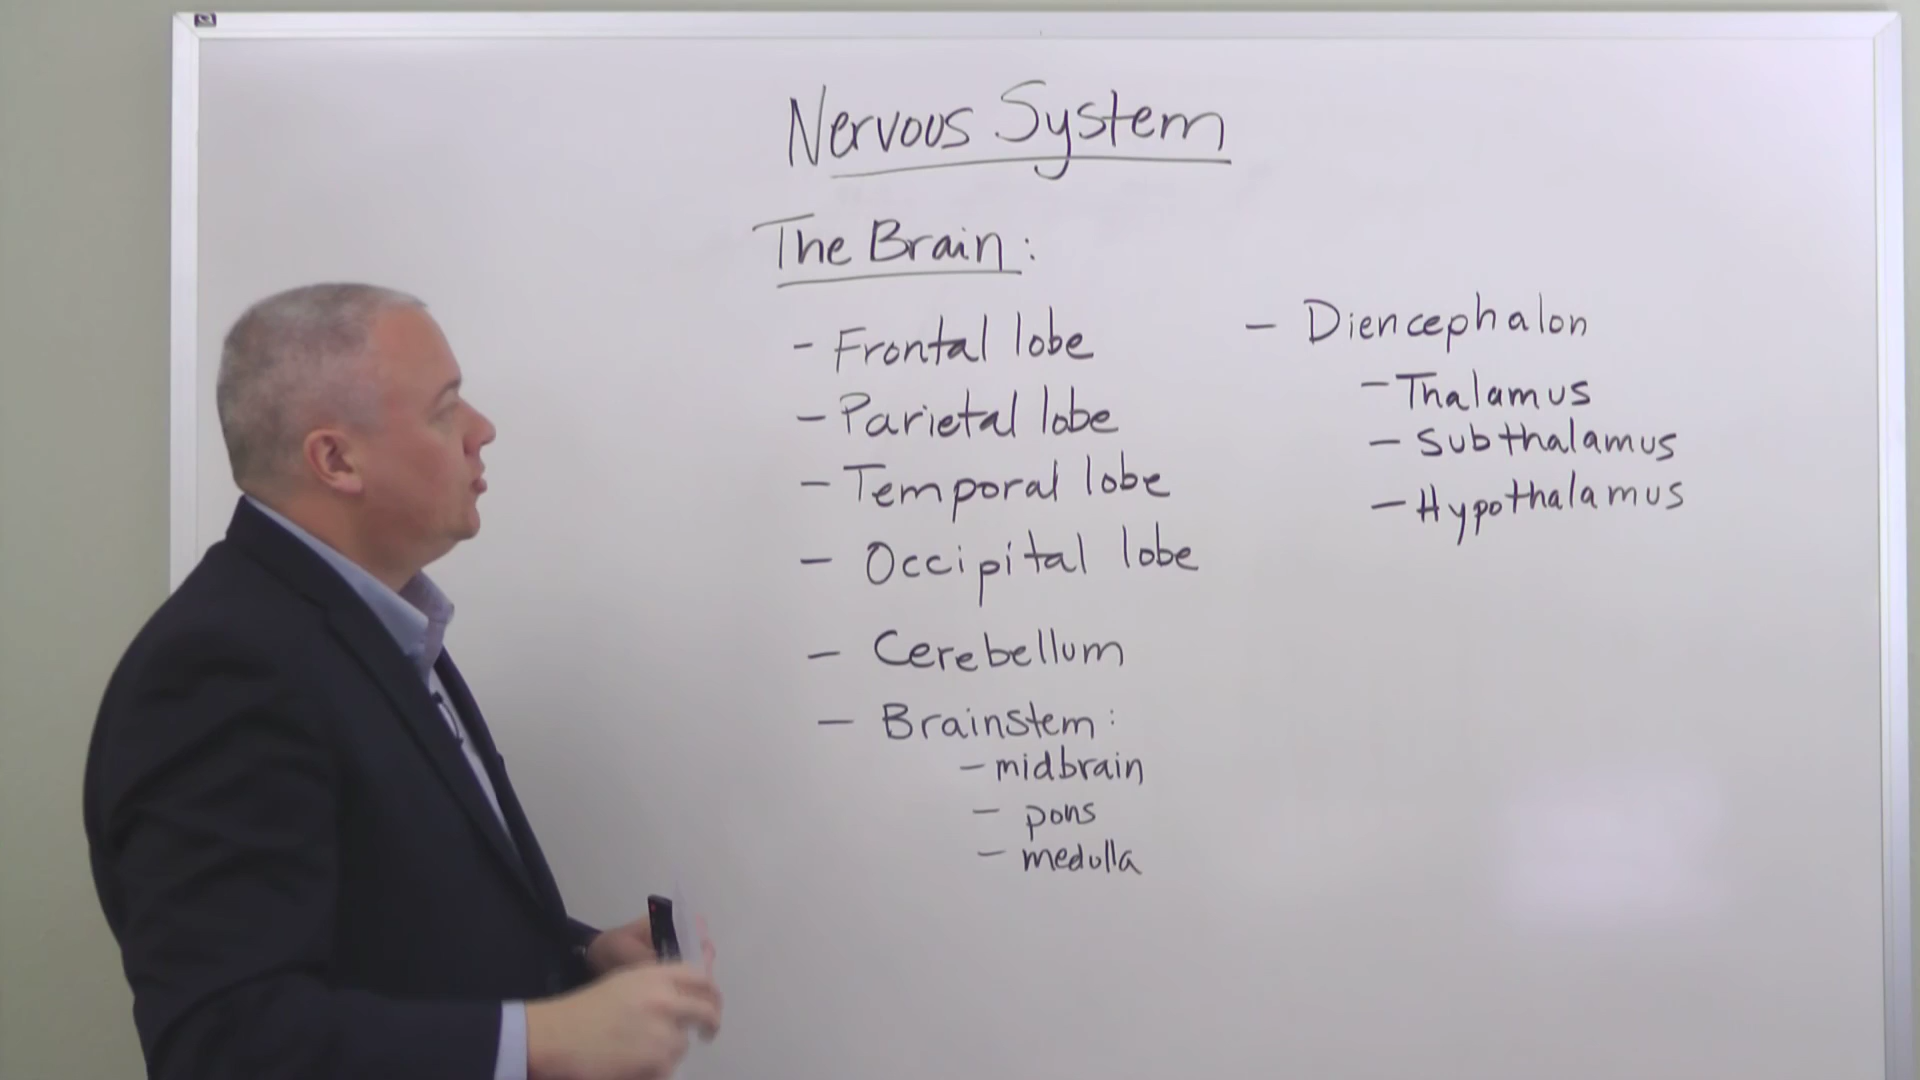 Nervous System
The Brain:
- Frontal lobe
- Parietal lobe
- Temporal lobe
- Occipital lobe
- Cerebellum
- Brainstem:
- midbrain
- pons
- medulla
- Diencephalon
- Thalamus
- Subthalamus
- Hypothalamus